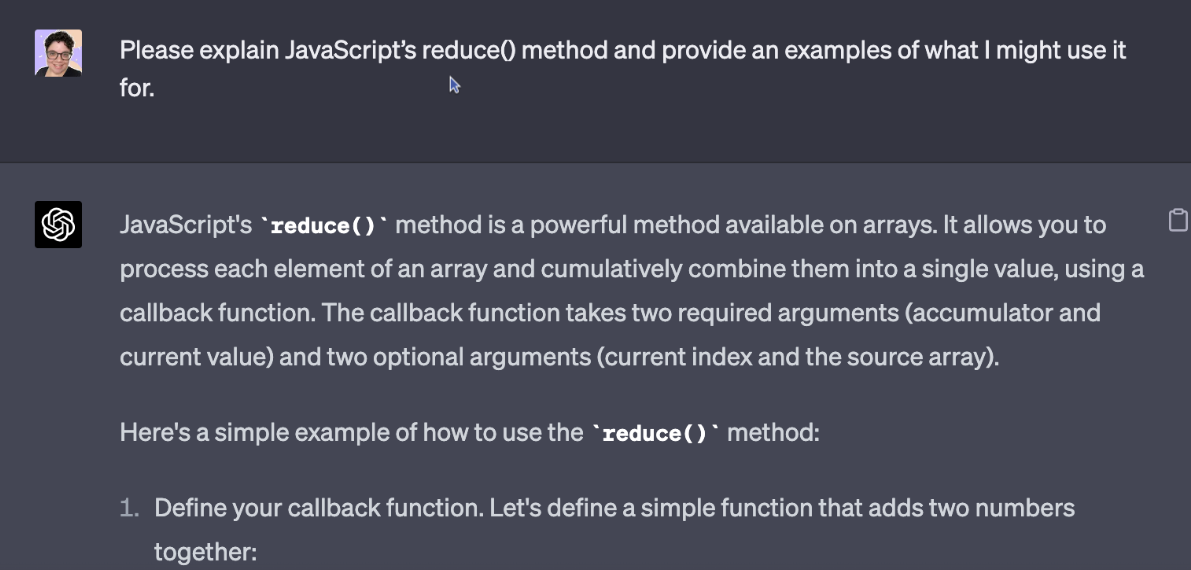 Please explain JavaScript’s reduce() method and provide an examples of what I might use it
for.
JavaScript's `reduce()` method is a powerful method available on arrays. It allows you to
process each element of an array and cumulatively combine them into a single value, using a
callback function. The callback function takes two required arguments (accumulator and
current value) and two optional arguments (current index and the source array).
Here's a simple example of how to use the `reduce()` method:
1. Define your callback function. Let's define a simple function that adds two numbers
together: